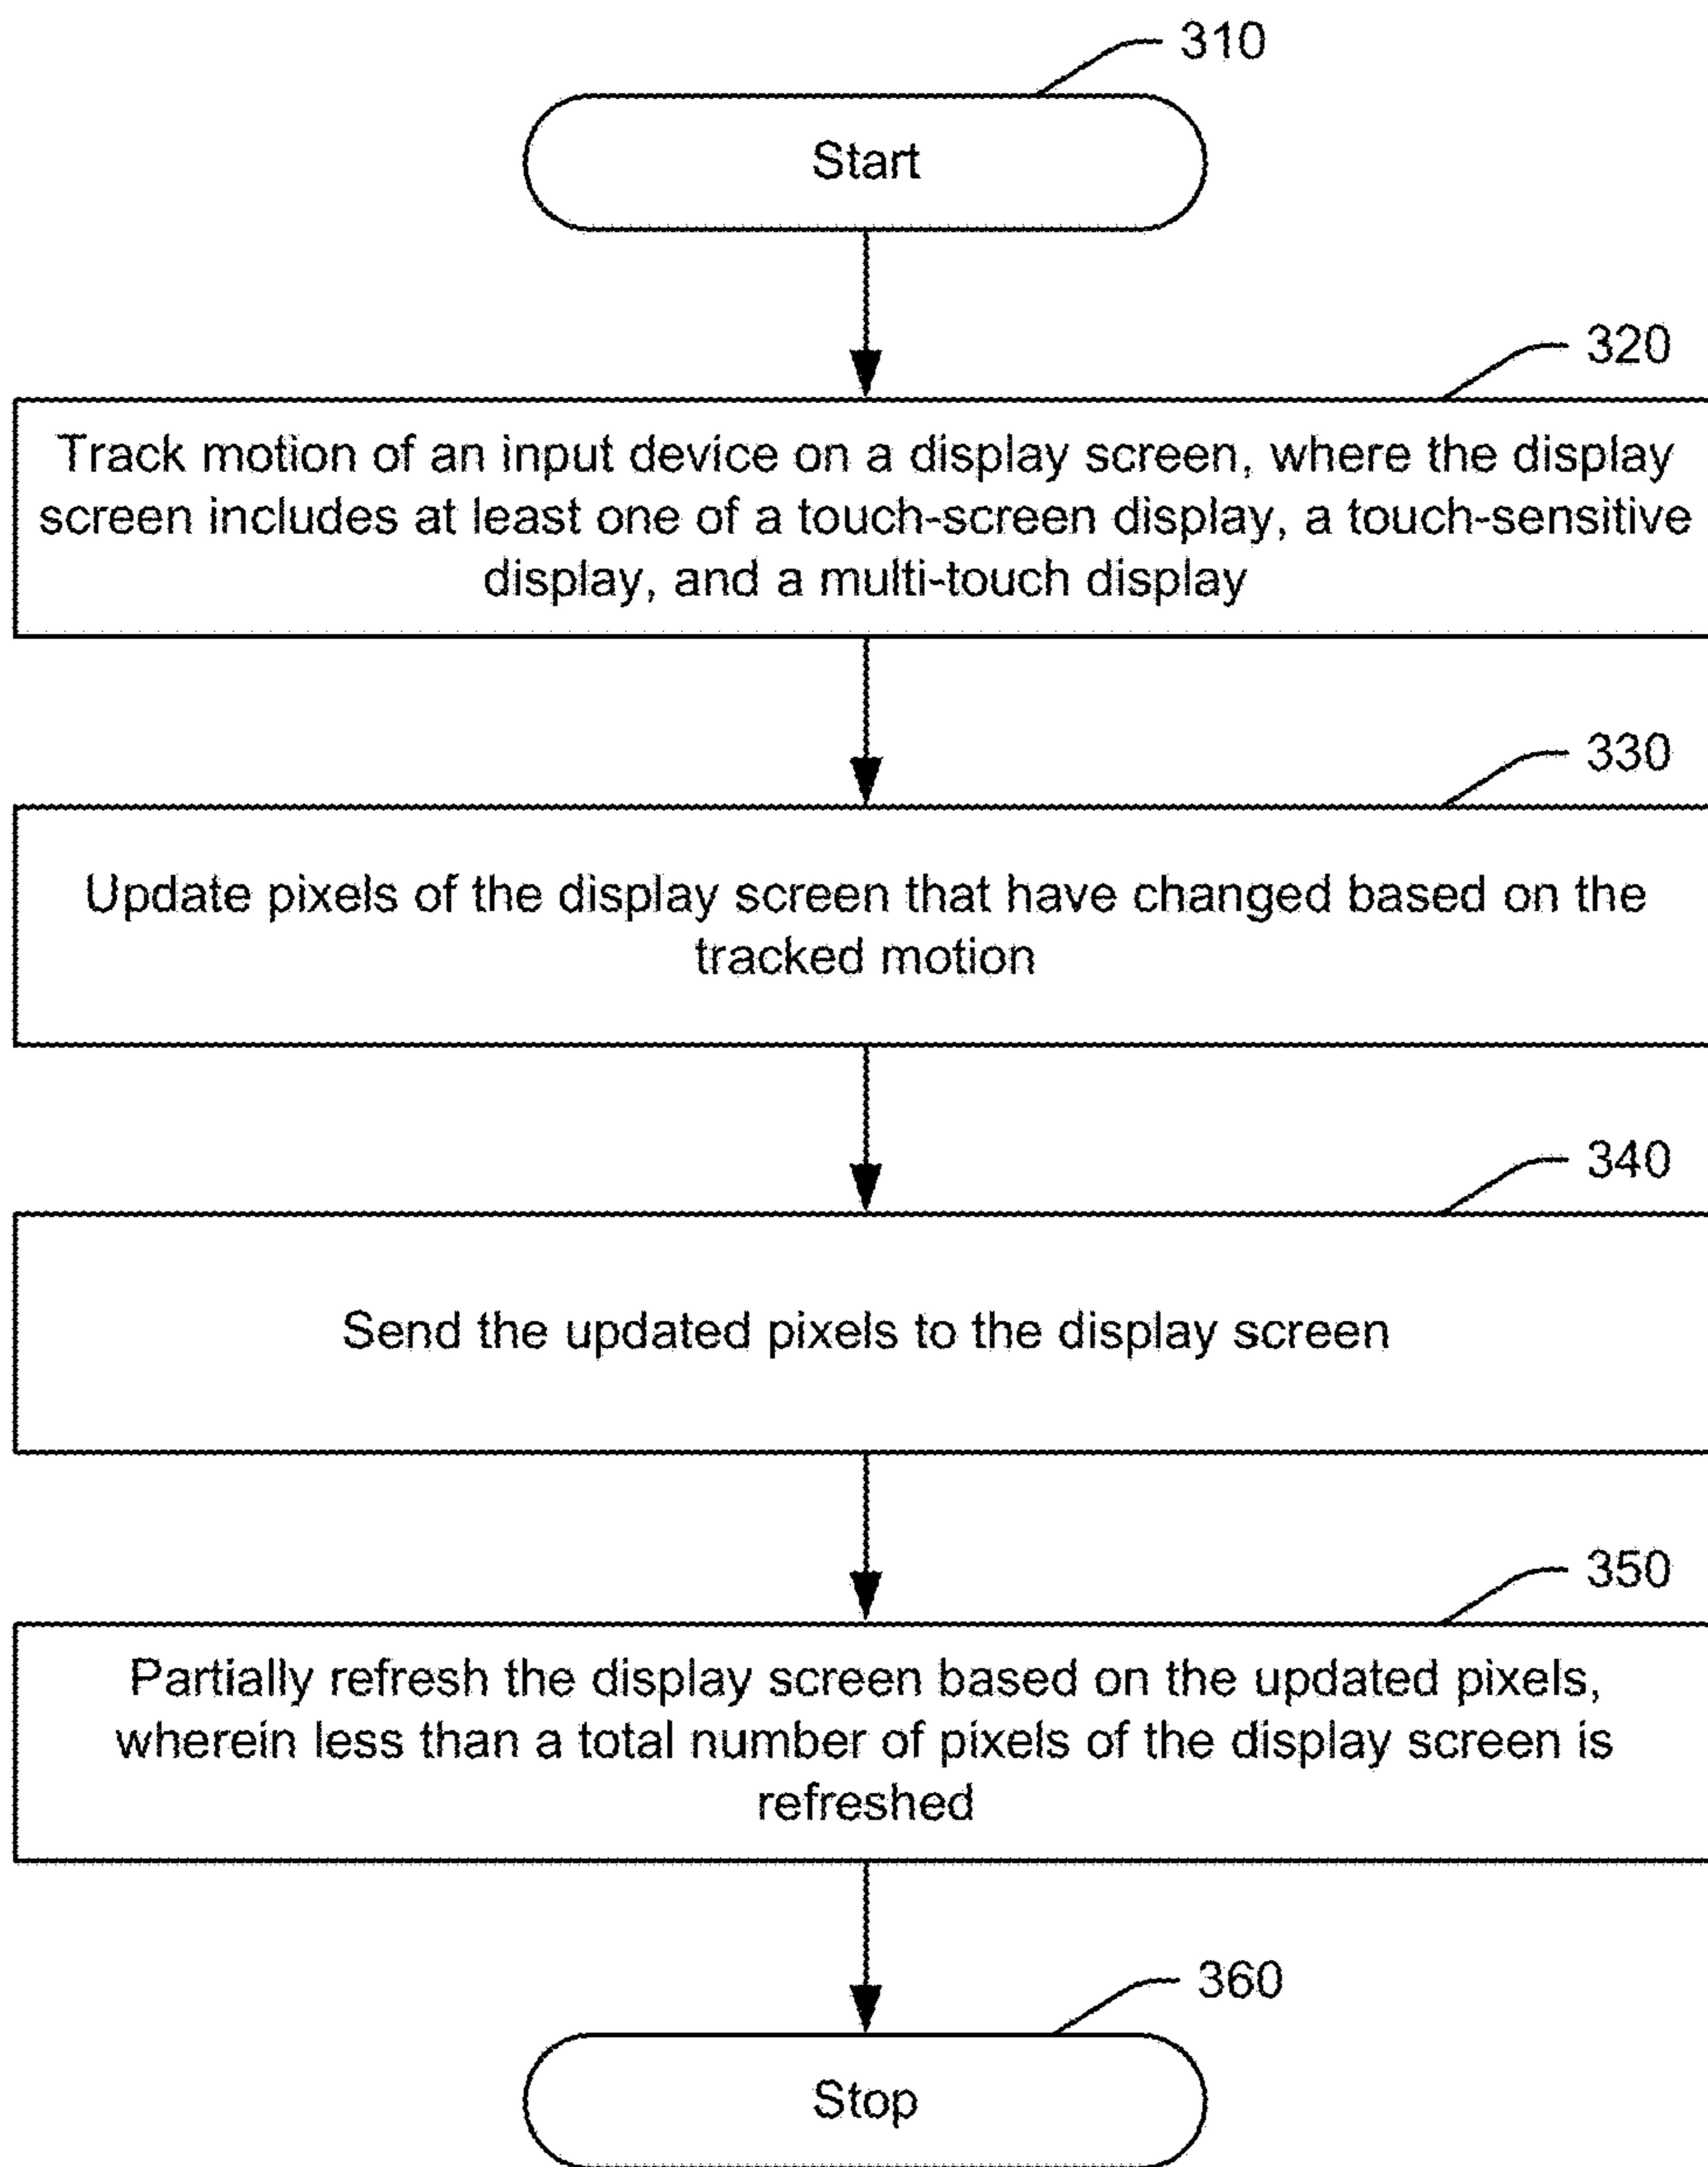 310
Start
320
Track motion of an input device on a display screen, where the display
screen includes at least one of a touch-screen display, a touch-sensitive
display, and a multi-touch display
330
Update pixels of the display screen that have changed based on the
tracked motion
340
Send the updated pixels to the display screen
350
Partially refresh the display screen based on the updated pixels,
wherein less than a total number of pixels of the display screen is
refreshed
360
Stop